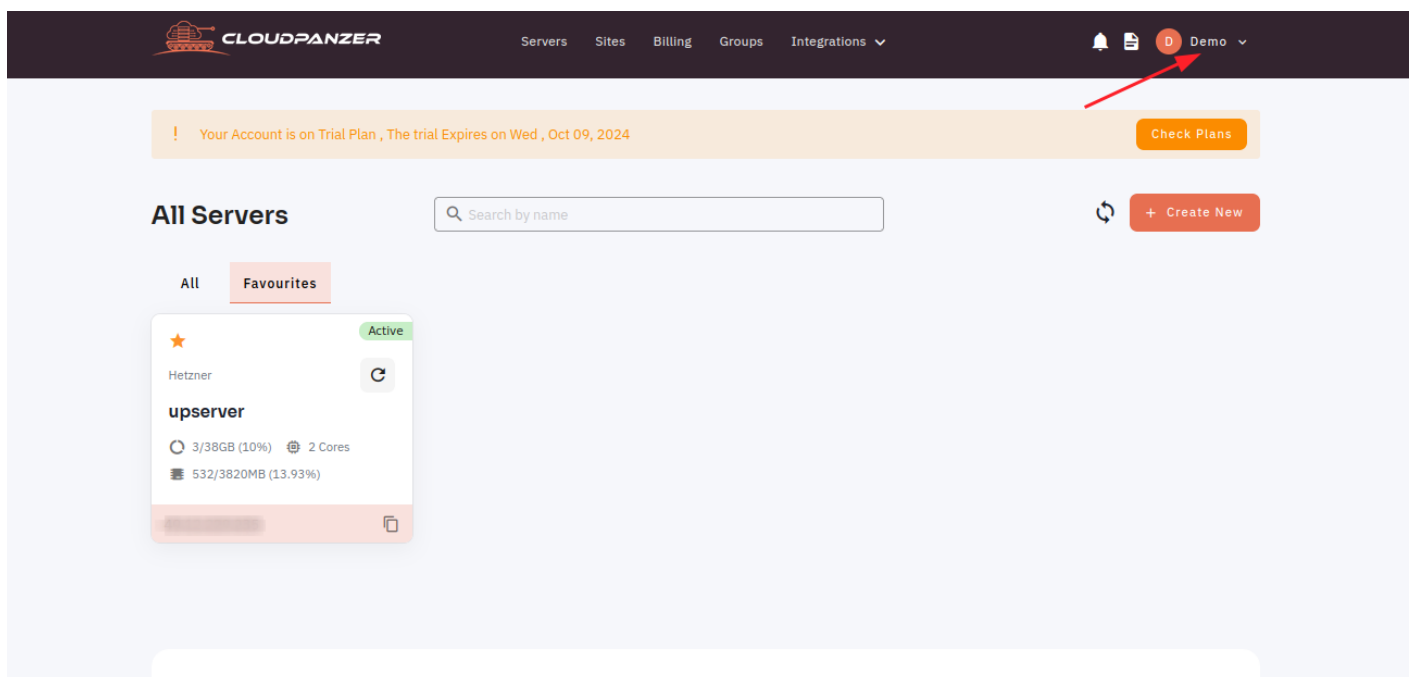 CLOUDPANZER
Servers Sites Billing Groups Integrations
D Demo
! Your Account is on Trial Plan , The trial Expires on Wed , Oct 09, 2024
Check Plans
All Servers
Search by name
+ Create New
All Favourites
Active
Hetzner
upserver
3/38GB (10%) 2 Cores
532/3820MB (13.93%)